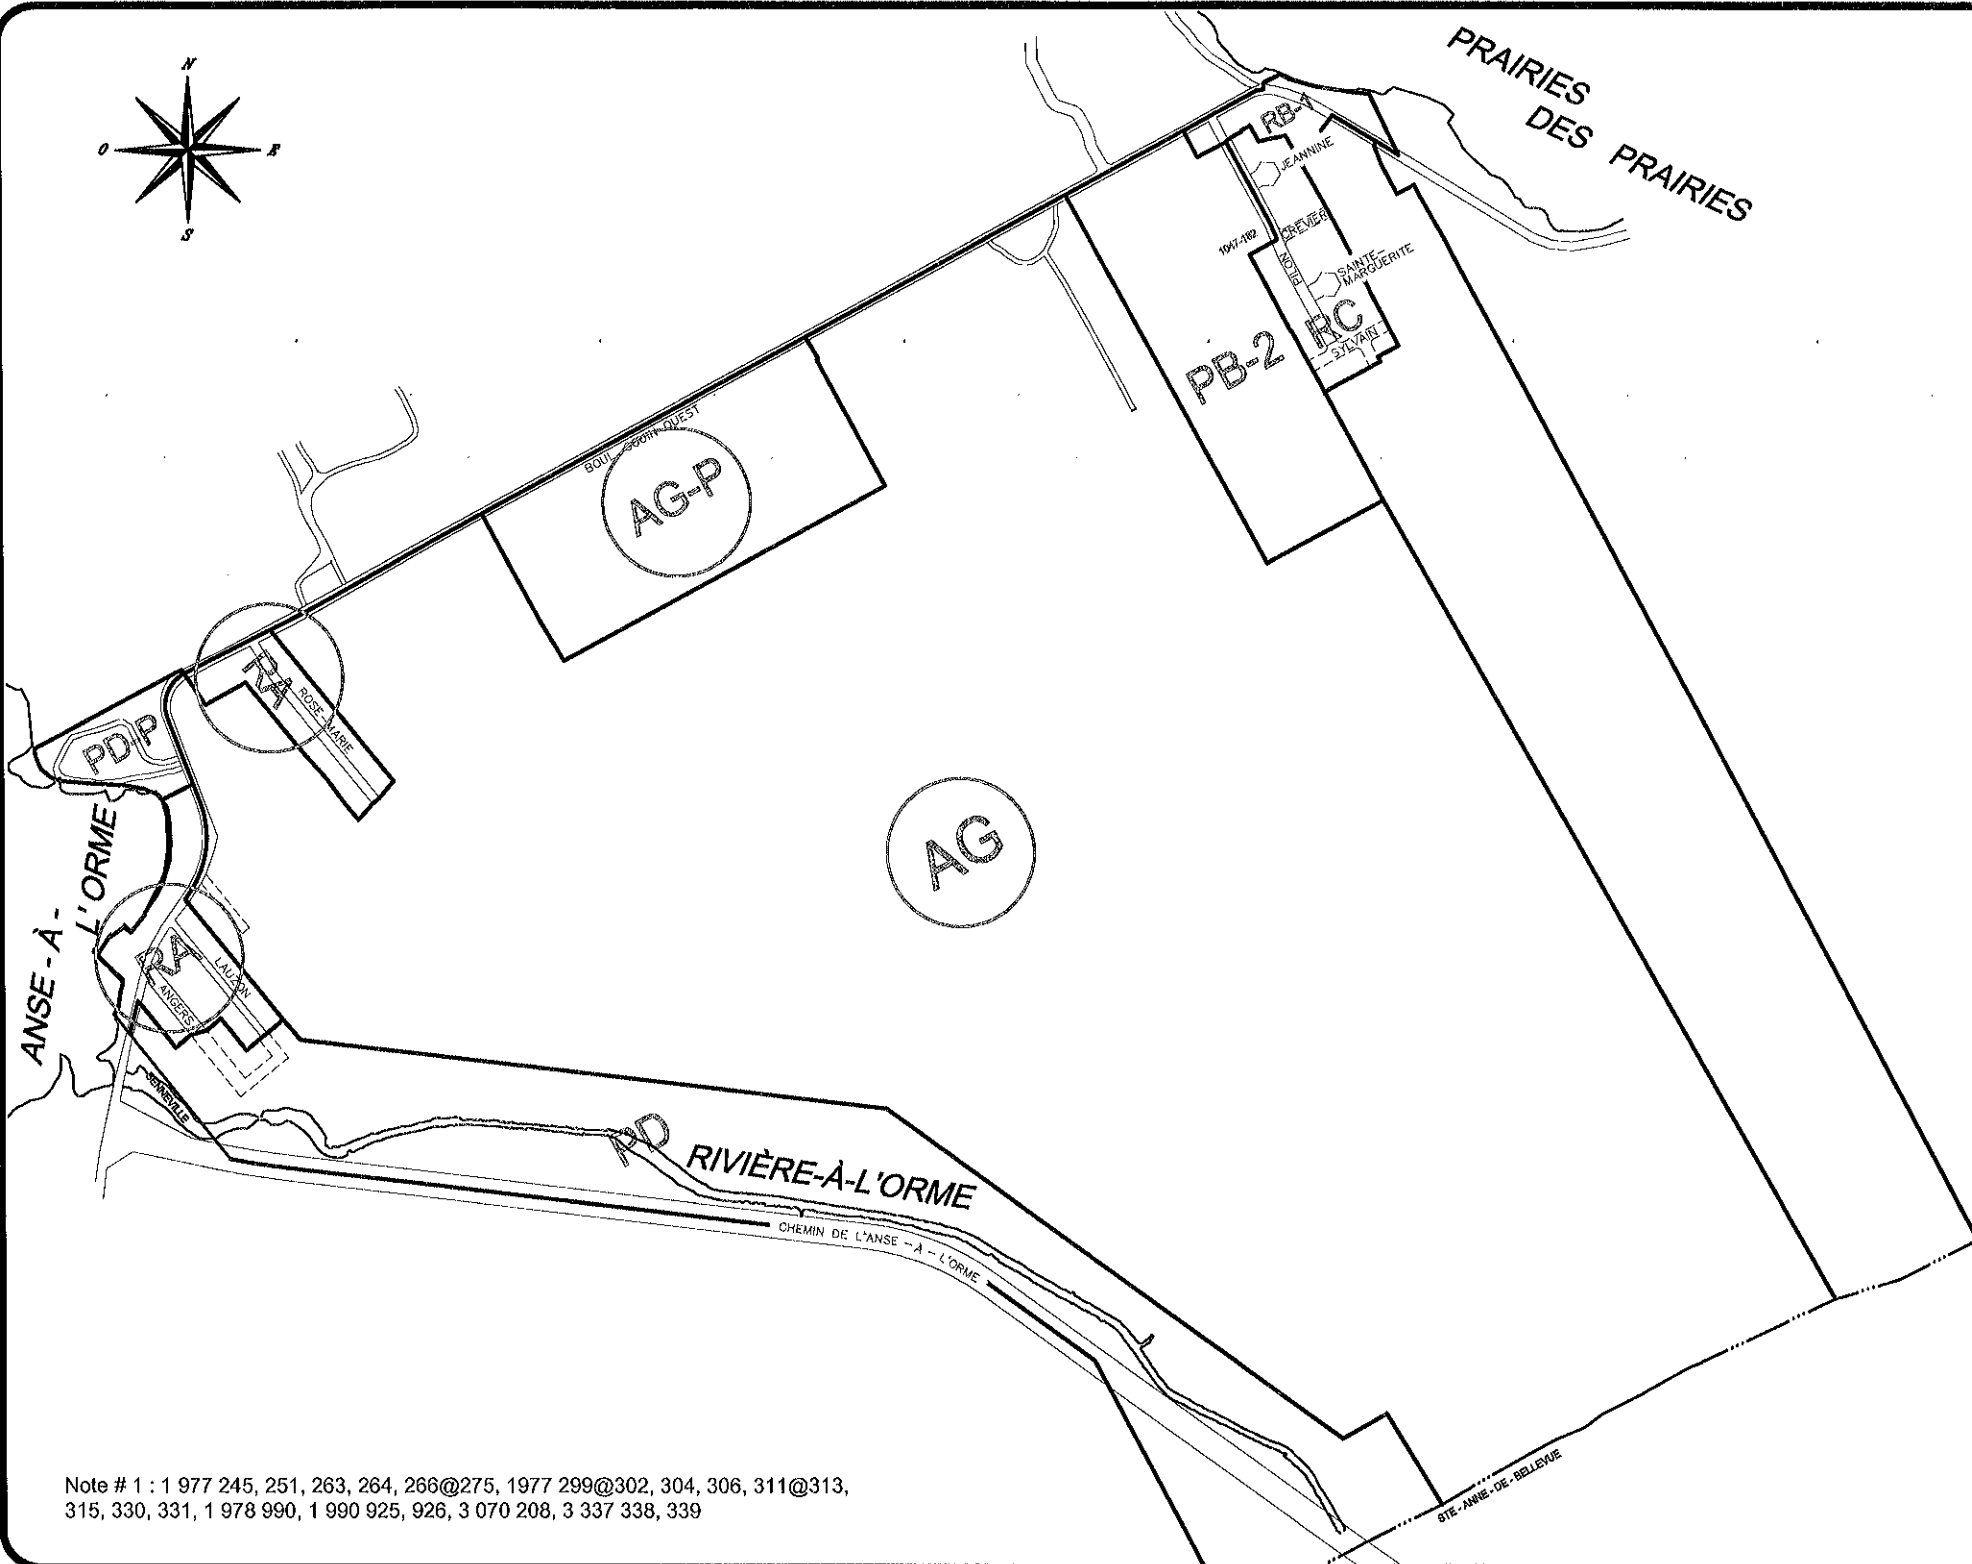 N
O
E
S
PRAIRIES
DES PRAIRIES
RB-1
JEANNINE
CREVIER
1047-182
PILON
SAINTE-
MARGUERITE
RC
SYLVAIN
PB-2
BOUL. GOUIN OUEST
AG-P
RA
ROSE-MARIE
PD-P
AG
ANSE-À-
L'ORME
RA
LAUZON
ANGERS
SENNEVILLE
PD
RIVIÈRE-À-L'ORME
CHEMIN DE L'ANSE -À- L'ORME
STE-ANNE-DE-BELLEVUE
Note # 1 : 1 977 245, 251, 263, 264, 266@275, 1977 299@302, 304, 306, 311@313,
315, 330, 331, 1 978 990, 1 990 925, 926, 3 070 208, 3 337 338, 339